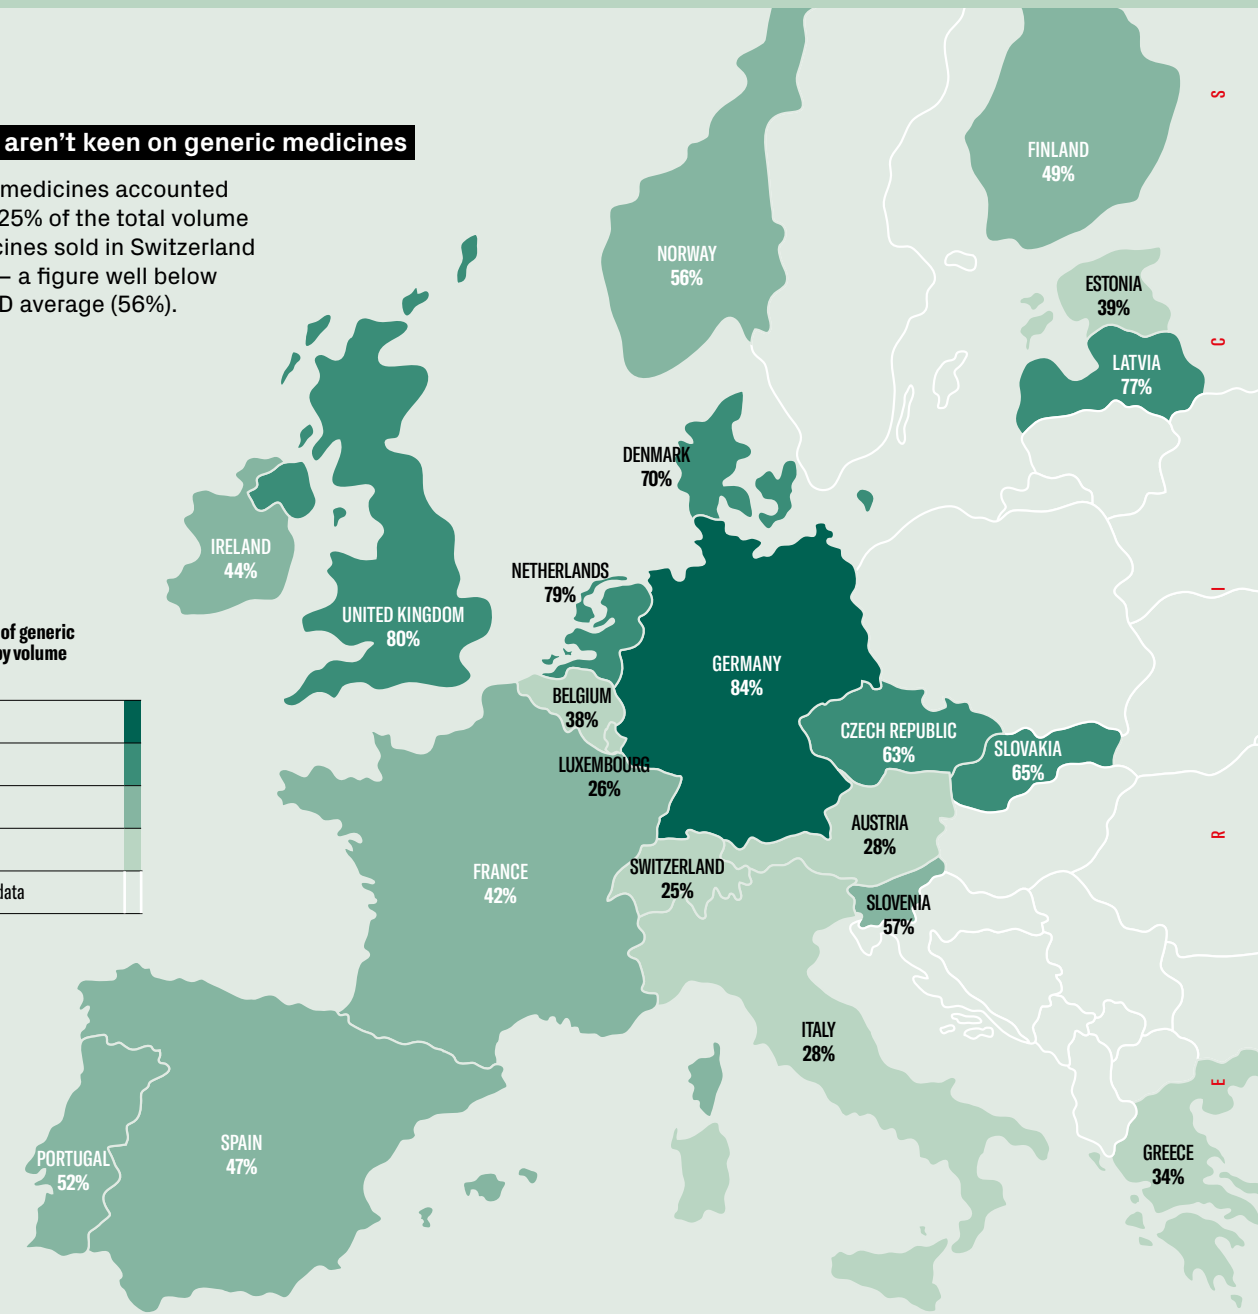 aren't keen on generic medicines
medicines accounted
25% of the total volume
cines sold in Switzerland
– a figure well below
D average (56%).
of generic
by volume
data
NORWAY
56%
FINLAND
49%
ESTONIA
39%
LATVIA
77%
DENMARK
70%
IRELAND
44%
UNITED KINGDOM
80%
NETHERLANDS
79%
GERMANY
84%
BELGIUM
38%
LUXEMBOURG
26%
CZECH REPUBLIC
63%
SLOVAKIA
65%
AUSTRIA
28%
FRANCE
42%
SWITZERLAND
25%
SLOVENIA
57%
ITALY
28%
PORTUGAL
52%
SPAIN
47%
GREECE
34%
S
C
I
R
E